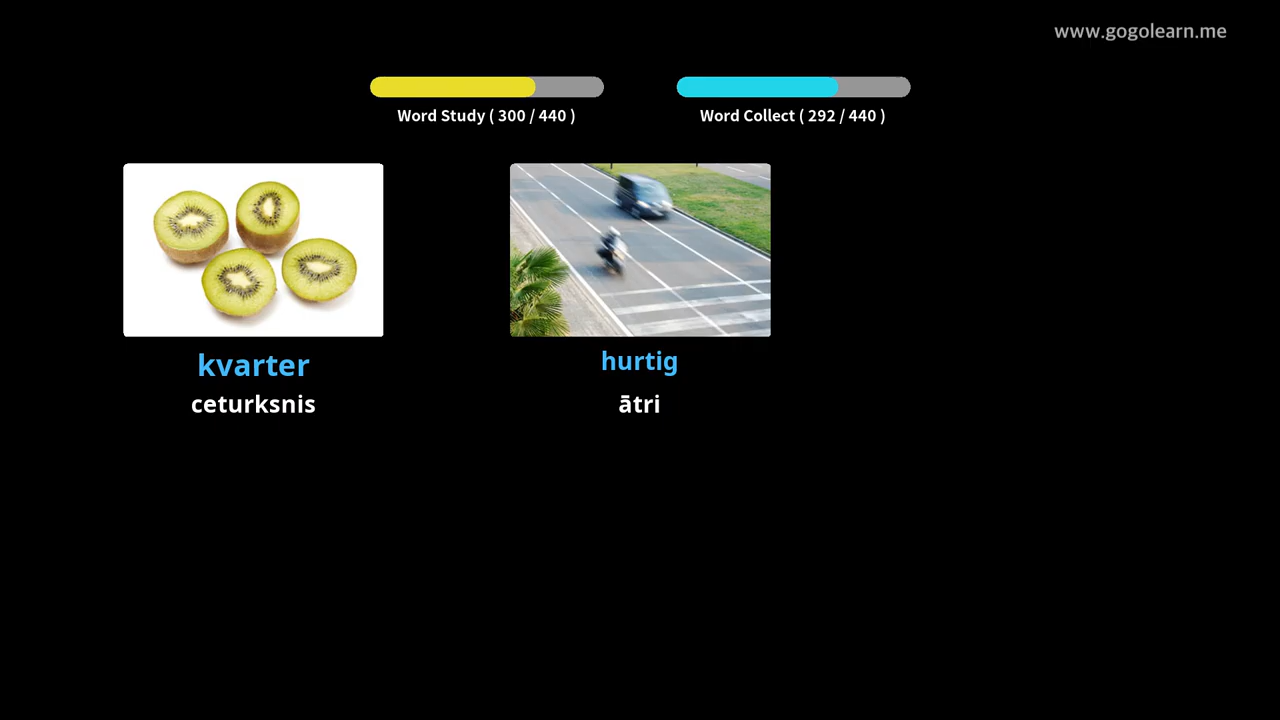 www.gogolearn.me
Word Study ( 300 / 440 )
Word Collect ( 292 / 440 )
kvarter
ceturksnis
hurtig
ātri